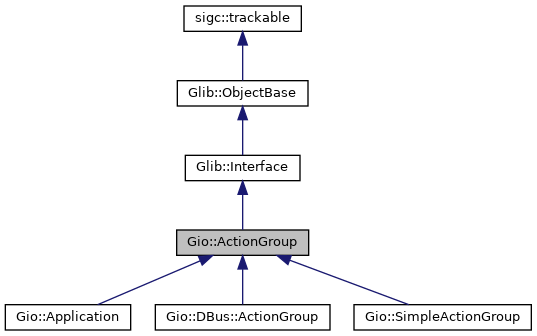 sigc::trackable
Glib::ObjectBase
Glib::Interface
Gio::ActionGroup
Gio::Application
Gio::DBus::ActionGroup
Gio::SimpleActionGroup